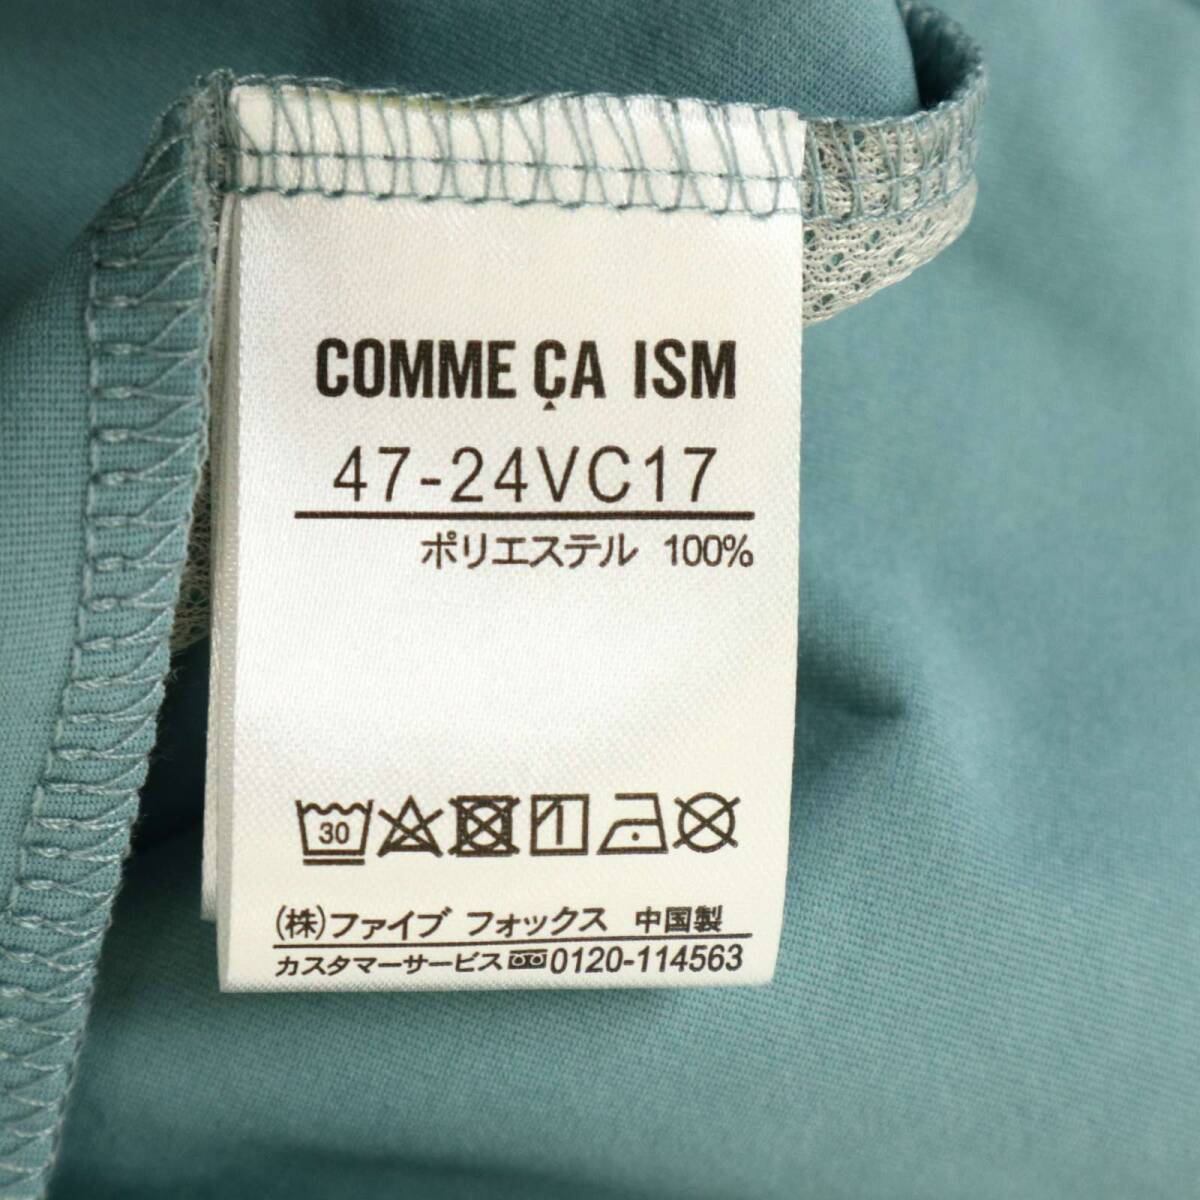 COMME ÇA ISM
47-24VC17
ポリエステル 100%
30
(株)ファイブ フォックス 中国製
カスタマーサービス 0120-114563